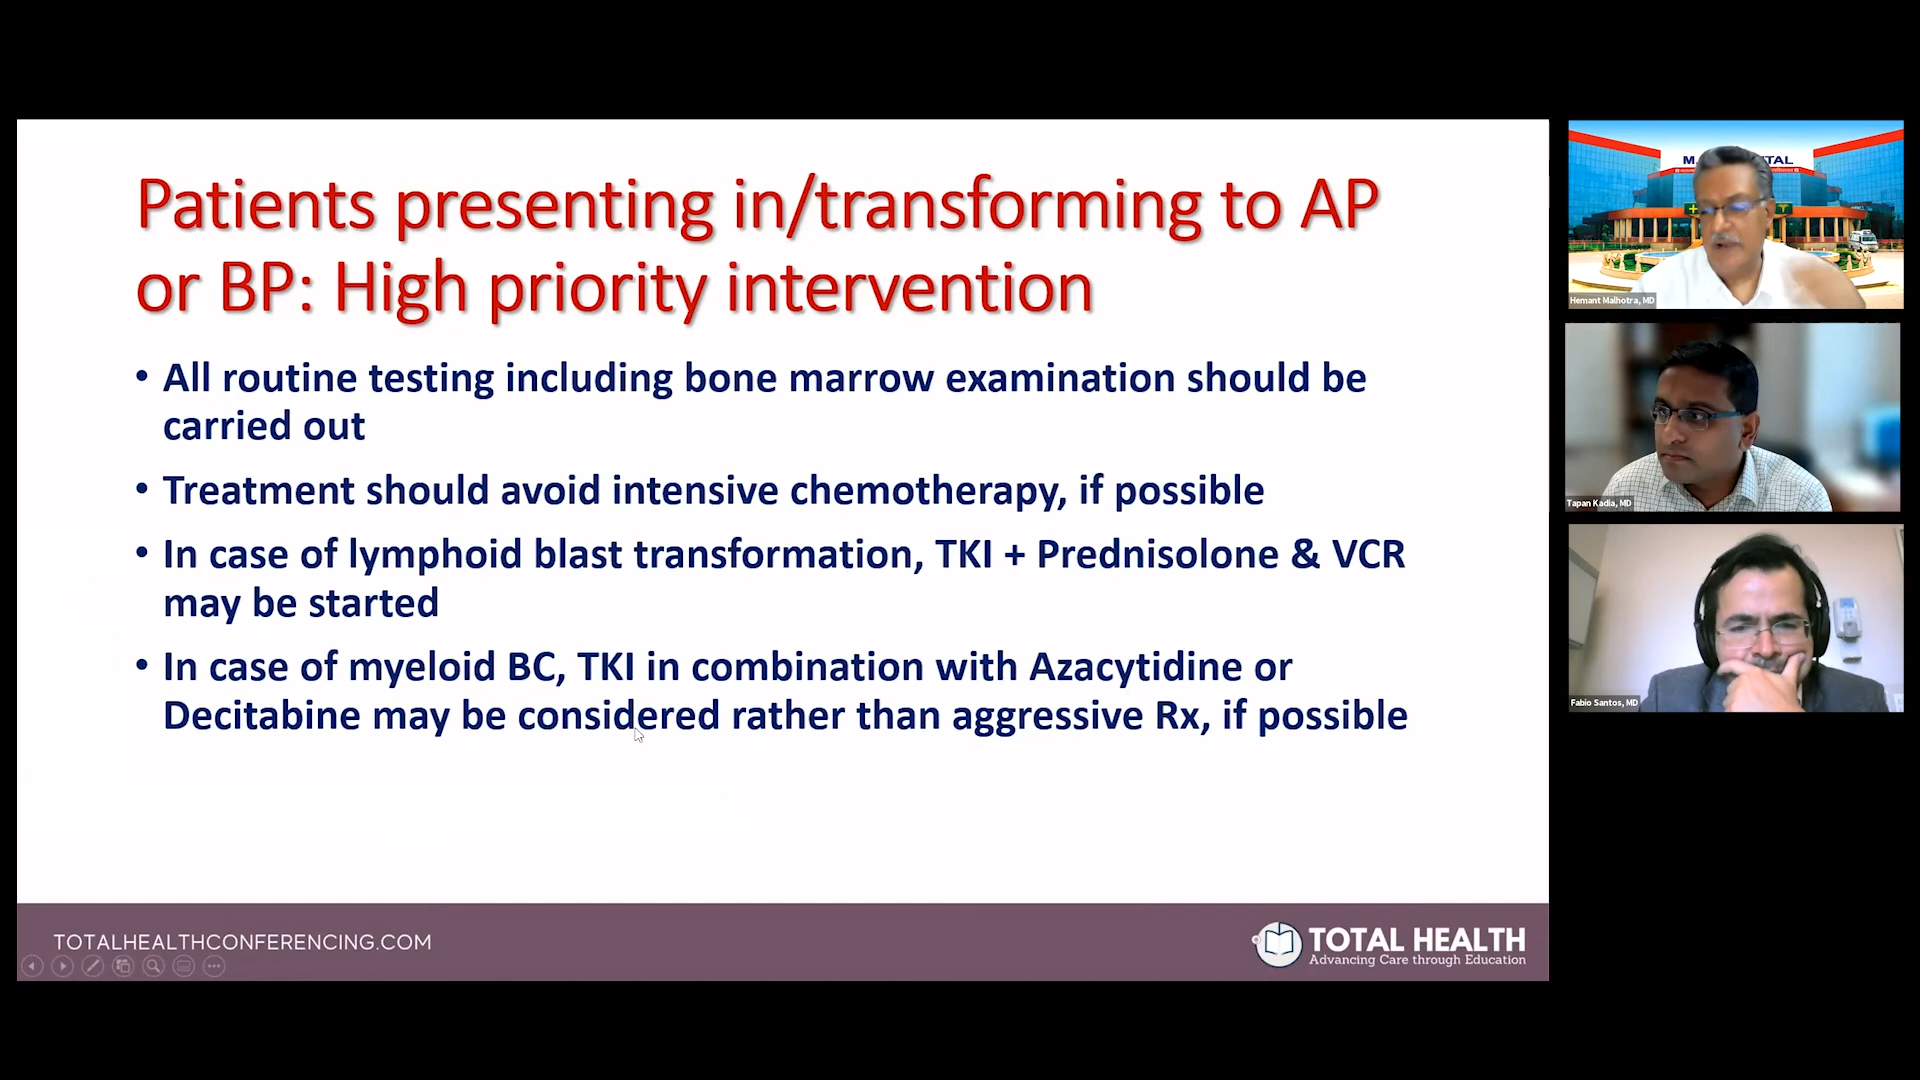 Patients presenting in/transforming to AP
or BP: High priority intervention
• All routine testing including bone marrow examination should be
carried out
• Treatment should avoid intensive chemotherapy, if possible
• In case of lymphoid blast transformation, TKI + Prednisolone & VCR
may be started
• In case of myeloid BC, TKI in combination with Azacytidine or
Decitabine may be considered rather than aggressive Rx, if possible
TOTALHEALTHCONFERENCING.COM
TOTAL HEALTH
Advancing Care through Education
Hemant Malhotra, MD
Tapan Kadia, MD
Fabio Santos, MD